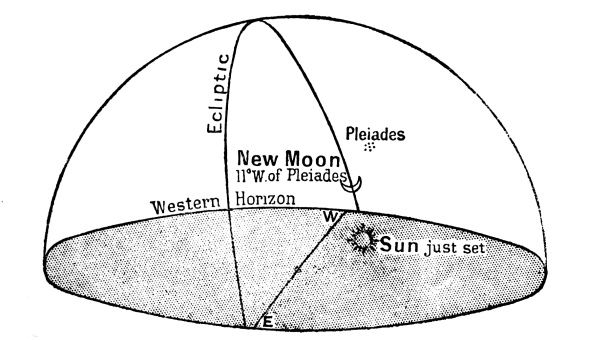 Ecliptic
Pleiades
New Moon
11°W. of Pleiades
Western Horizon
W
Sun just set
E